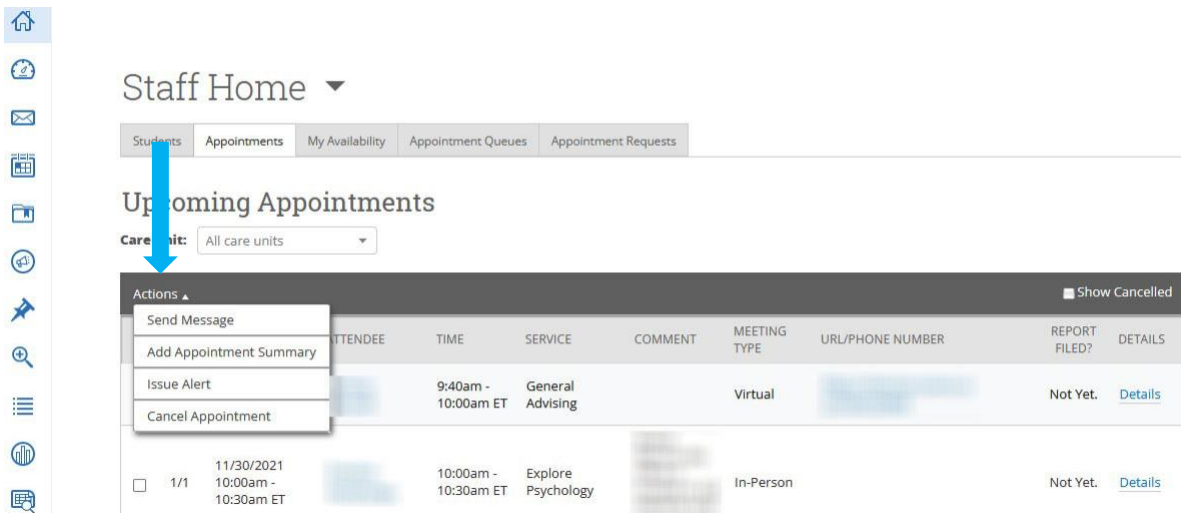 Staff Home
Students Appointments My Availability Appointment Queues Appointment Requests
Upcoming Appointments
Care Unit: All care units
Actions Show Cancelled
Send Message
Add Appointment Summary
Issue Alert
Cancel Appointment
ATTENDEE TIME SERVICE COMMENT MEETING TYPE URL/PHONE NUMBER REPORT FILED? DETAILS
9:40am - General Virtual Not Yet. Details
10:00am ET Advising
11/30/2021
1/1 10:00am - 10:00am - Explore In-Person Not Yet. Details
10:30am ET 10:30am ET Psychology